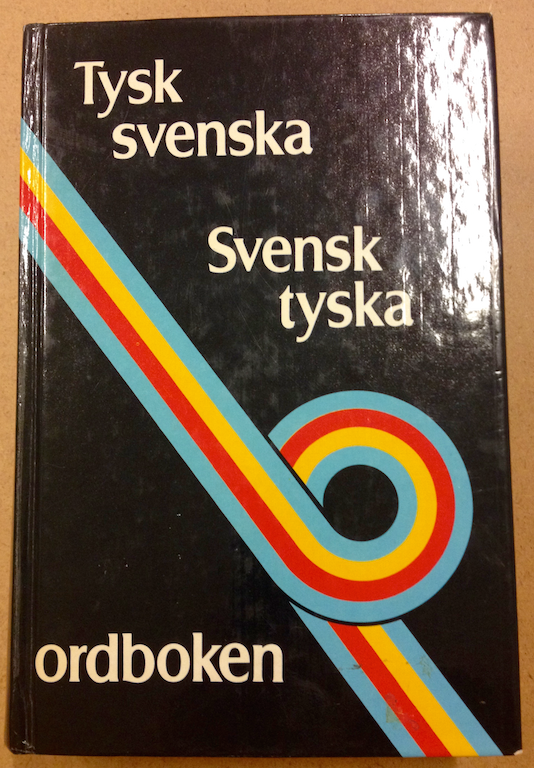 Tysk
svenska
Svensk
tyska
ordboken